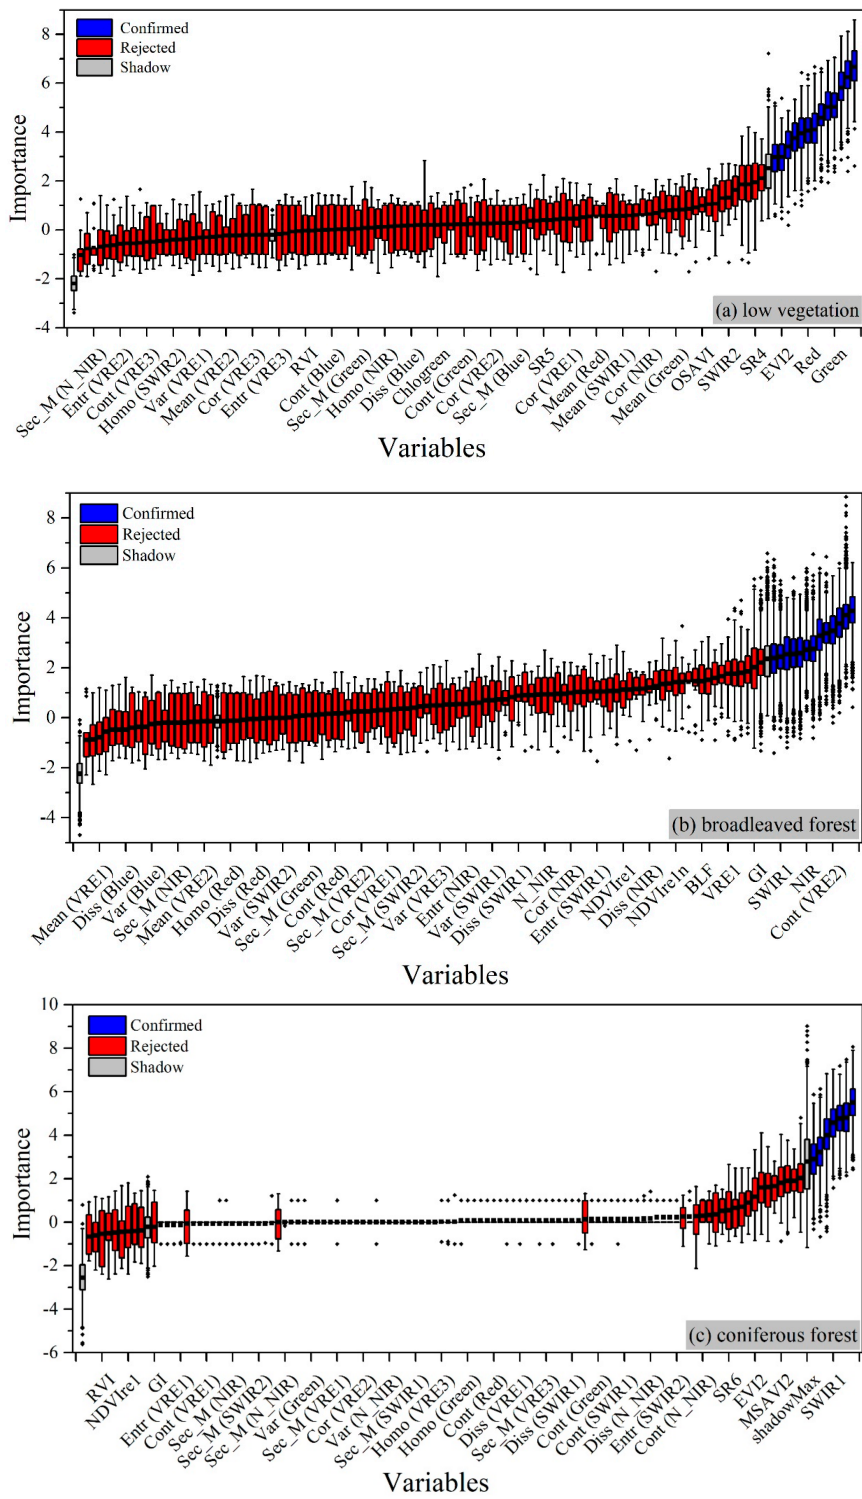 8
6
4
2
0
-2
-4
Importance
Confirmed
Rejected
Shadow
(a) low vegetation
Sec_M (N_NIR)
Entr (VRE2)
Cont (VRE3)
Homo (SWIR2)
Var (VRE1)
Mean (VRE2)
Cor (VRE3)
Entr (VRE3)
RVI
Cont (Blue)
Sec_M (Green)
Homo (NIR)
Diss (Blue)
Chlogreen
Cont (Green)
Cor (VRE2)
Sec_M (Blue)
SR5
Cor (VRE1)
Mean (Red)
Mean (SWIR1)
Cor (NIR)
Mean (Green)
OSAVI
SWIR2
SR4
EVI2
Red
Green
Variables
8
6
4
2
0
-2
-4
Importance
Confirmed
Rejected
Shadow
(b) broadleaved forest
Mean (VRE1)
Diss (Blue)
Var (Blue)
Sec_M (NIR)
Mean (VRE2)
Homo (Red)
Diss (Red)
Var (SWIR2)
Sec_M (Green)
Cont (Red)
Sec_M (VRE2)
Cor (VRE1)
Sec_M (SWIR2)
Var (VRE3)
Entr (NIR)
Var (SWIR1)
Diss (SWIR1)
N_NIR
Cor (NIR)
Entr (SWIR1)
NDVIre1
Diss (NIR)
NDVIre1n
BLF
VRE1
GI
SWIR1
NIR
Cont (VRE2)
Variables
10
8
6
4
2
0
-2
-4
-6
Importance
Confirmed
Rejected
Shadow
(c) coniferous forest
RVI
NDVIre1
GI
Entr (VRE1)
Cont (VRE1)
Sec_M (NIR)
Sec_M (SWIR2)
Sec_M (N_NIR)
Var (Green)
Sec_M (VRE1)
Cor (VRE2)
Var (N_NIR)
Sec_M (SWIR1)
Homo (VRE3)
Homo (Green)
Cont (Red)
Diss (VRE1)
Sec_M (VRE3)
Diss (SWIR1)
Cont (Green)
Cont (SWIR1)
Diss (N_NIR)
Entr (SWIR2)
Cont (N_NIR)
SR6
EVI2
MSAVI2
shadowMax
SWIR1
Variables